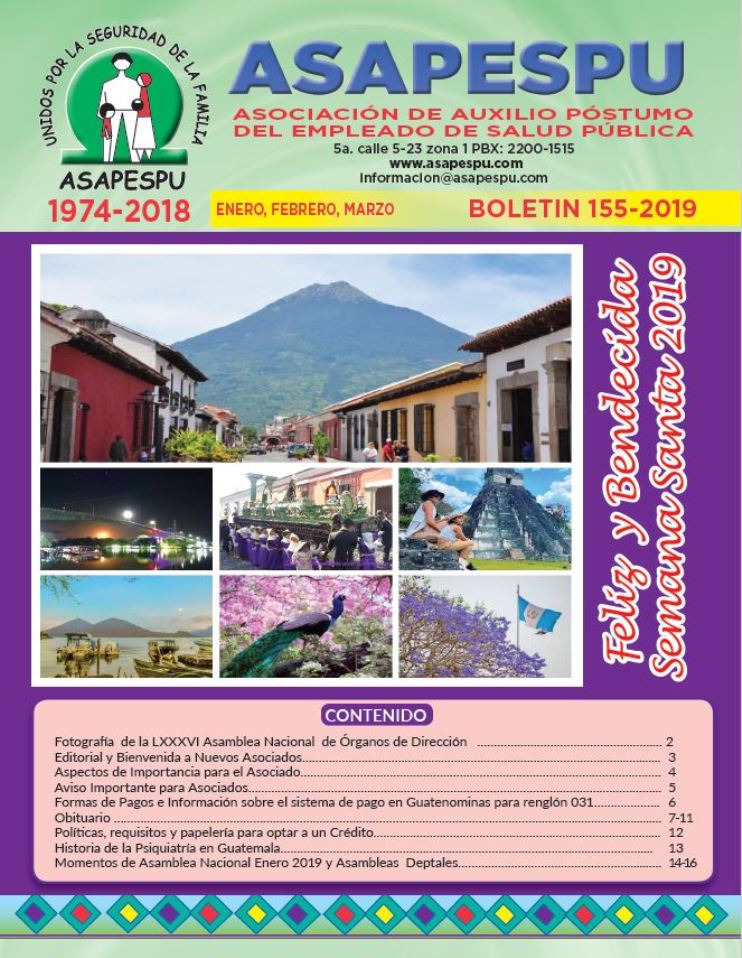 UNIDOS POR LA SEGURIDAD DE LA FAMILIA
ASAPESPU
1974-2018
ASAPESPU
ASOCIACIÓN DE AUXILIO PÓSTUMO
DEL EMPLEADO DE SALUD PÚBLICA
5a. calle 5-23 zona 1 PBX: 2200-1515
www.asapespu.com
Informacion@asapespu.com
ENERO, FEBRERO, MARZO
BOLETIN 155-2019
Felíz y Bendecída
Semana Santa 2019
CONTENIDO
Fotografía de la LXXXVI Asamblea Nacional de Órganos de Dirección ........ 2
Editorial y Bienvenida a Nuevos Asociados........ 3
Aspectos de Importancia para el Asociado........ 4
Aviso Importante para Asociados........ 5
Formas de Pagos e Información sobre el sistema de pago en Guatenominas para renglón 031........ 6
Obituario ........ 7-11
Políticas, requisitos y papelería para optar a un Crédito........ 12
Historia de la Psiquiatría en Guatemala........ 13
Momentos de Asamblea Nacional Enero 2019 y Asambleas Deptales........ 14-16